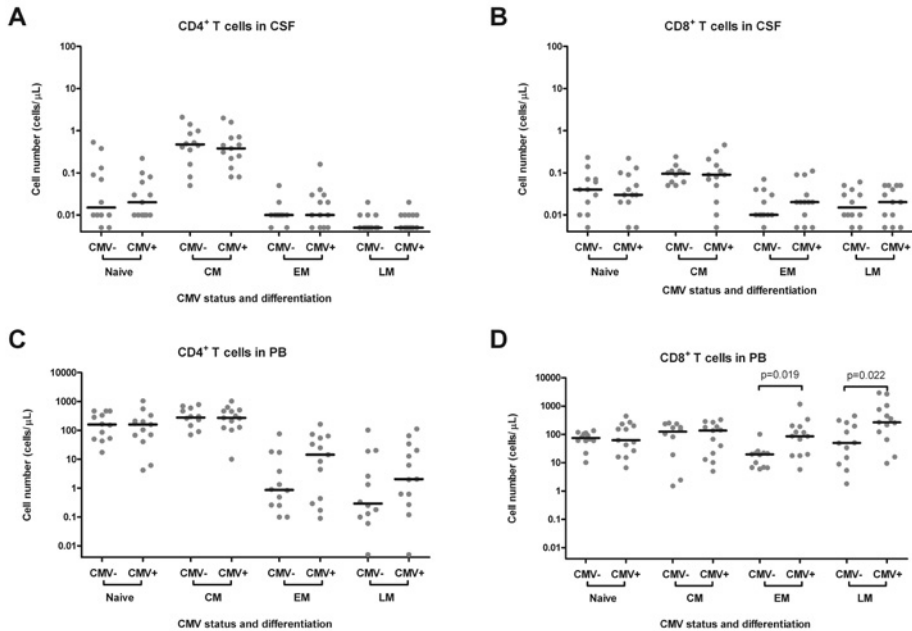 A
CD4⁺ T cells in CSF
Cell number (cells/μL)
100
10
1
0.1
0.01
CMV- CMV+ CMV- CMV+ CMV- CMV+ CMV- CMV+
Naive CM EM LM
CMV status and differentiation
B
CD8⁺ T cells in CSF
Cell number (cells/μL)
100
10
1
0.1
0.01
CMV- CMV+ CMV- CMV+ CMV- CMV+ CMV- CMV+
Naive CM EM LM
CMV status and differentiation
C
CD4⁺ T cells in PB
Cell number (cells/μL)
10000
1000
100
10
1
0.1
0.01
CMV- CMV+ CMV- CMV+ CMV- CMV+ CMV- CMV+
Naive CM EM LM
CMV status and differentiation
D
CD8⁺ T cells in PB
p=0.019 p=0.022
Cell number (cells/μL)
10000
1000
100
10
1
0.1
0.01
CMV- CMV+ CMV- CMV+ CMV- CMV+ CMV- CMV+
Naive CM EM LM
CMV status and differentiation